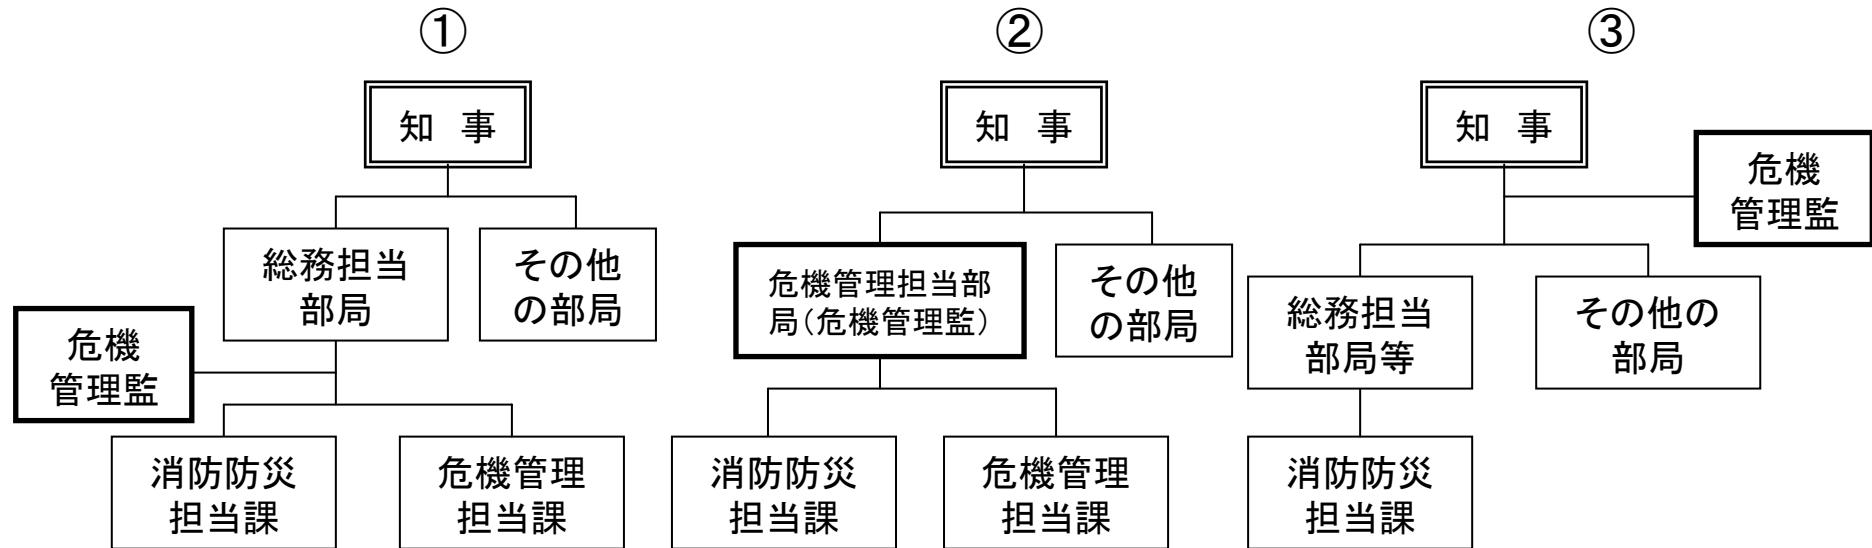 ①
②
③
知 事
知 事
知 事
危機
管理監
総務担当
部局
その他
の部局
危機管理担当部
局(危機管理監)
その他
の部局
総務担当
部局等
その他の
部局
危機
管理監
消防防災
担当課
危機管理
担当課
消防防災
担当課
危機管理
担当課
消防防災
担当課